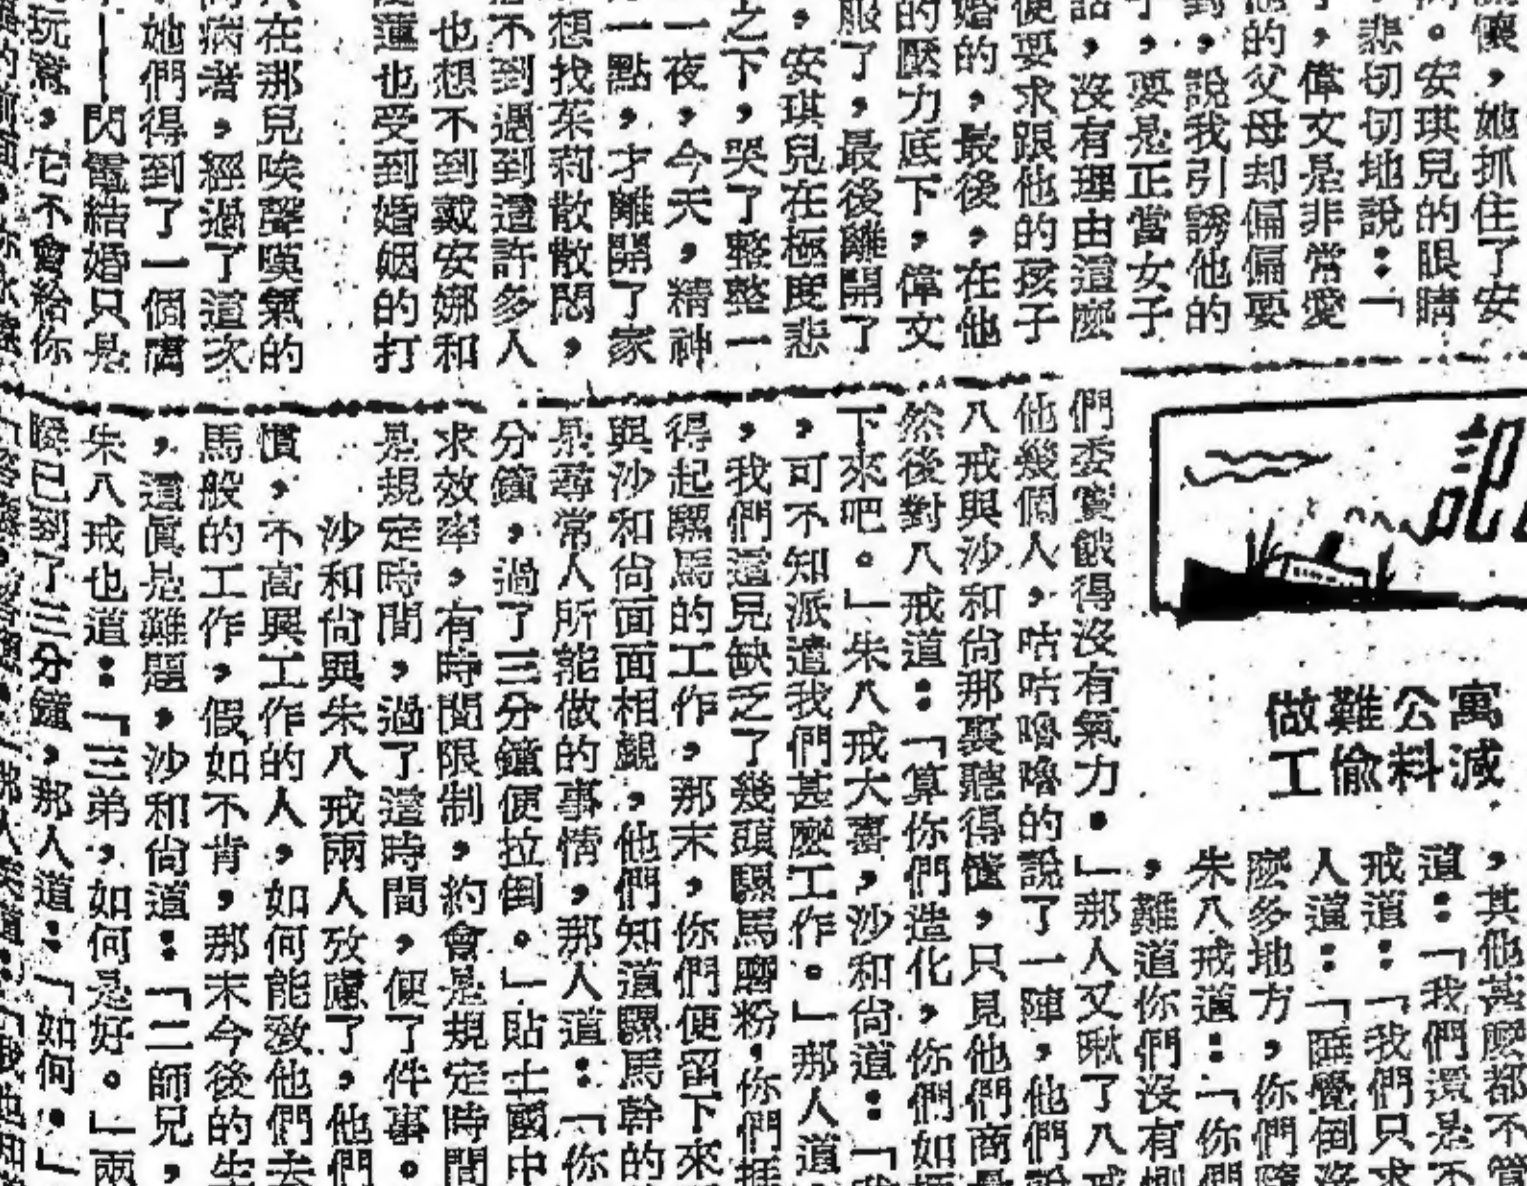 懷，她抓住了安
。安琪兒的眼睛
悲切切地說：「
，偉文是非常愛
他的父母却偏偏要
對，說我引誘他的
，要是正當女子
話，沒有理由這麼
便要求跟他的孩子
婚的，最後，在他
的壓力底下，偉文
服了，最後離開了
，安琪兒在極度悲
之下，哭了整整一
一夜，今天，精神
一點，才離開了家
想找茱莉散散悶，
不到遇到這許多人
也想不到戴安娜和
蓮也受到婚姻的打
在那兒唉聲嘆氣的
病者，經過了這次
她們得到了一個
——閃電結婚只是
玩意，它不會給你
記
寓減
公料
難偷
做工
，其他甚麼都不管
道：「我們還是不
戒道：「我們只求
人道：「睡覺倒沒
麼多地方，你們隨
朱八戒道：「你們
，難道你們沒有
們委實餓得沒有氣力。」那人又瞅了八戒
他幾個人，咕咕嚕嚕的說了一陣，他們說
八戒與沙和尚那裏聽得懂，只見他們商量
然後對八戒道：「算你們造化，你們如
下來吧。」朱八戒大喜，沙和尚道：「我
，可不知派遣我們甚麼工作。」那人道
，我們這兒缺乏了幾頭騾馬磨粉，你們
得起騾馬的工作，那末，你們便留下來
與沙和尚面面相覷，他們知道騾馬幹的
是尋常人所能做的事情，那人道：「你
分鐘，過了三分鐘便拉倒。」貼士國中
求效率，有時間限制，約會是規定時間
是規定時間，過了這時間，便了件事。
沙和尚與朱八戒兩人攷慮了，他們
慣，不高興工作的人，如何能教他們去
馬般的工作，假如不肯，那末今後的生
，這眞是難題，沙和尚道：「二師兄，
朱八戒也道：「三弟，如何是好。」兩
已到了三分鐘，那人道：「如何。」